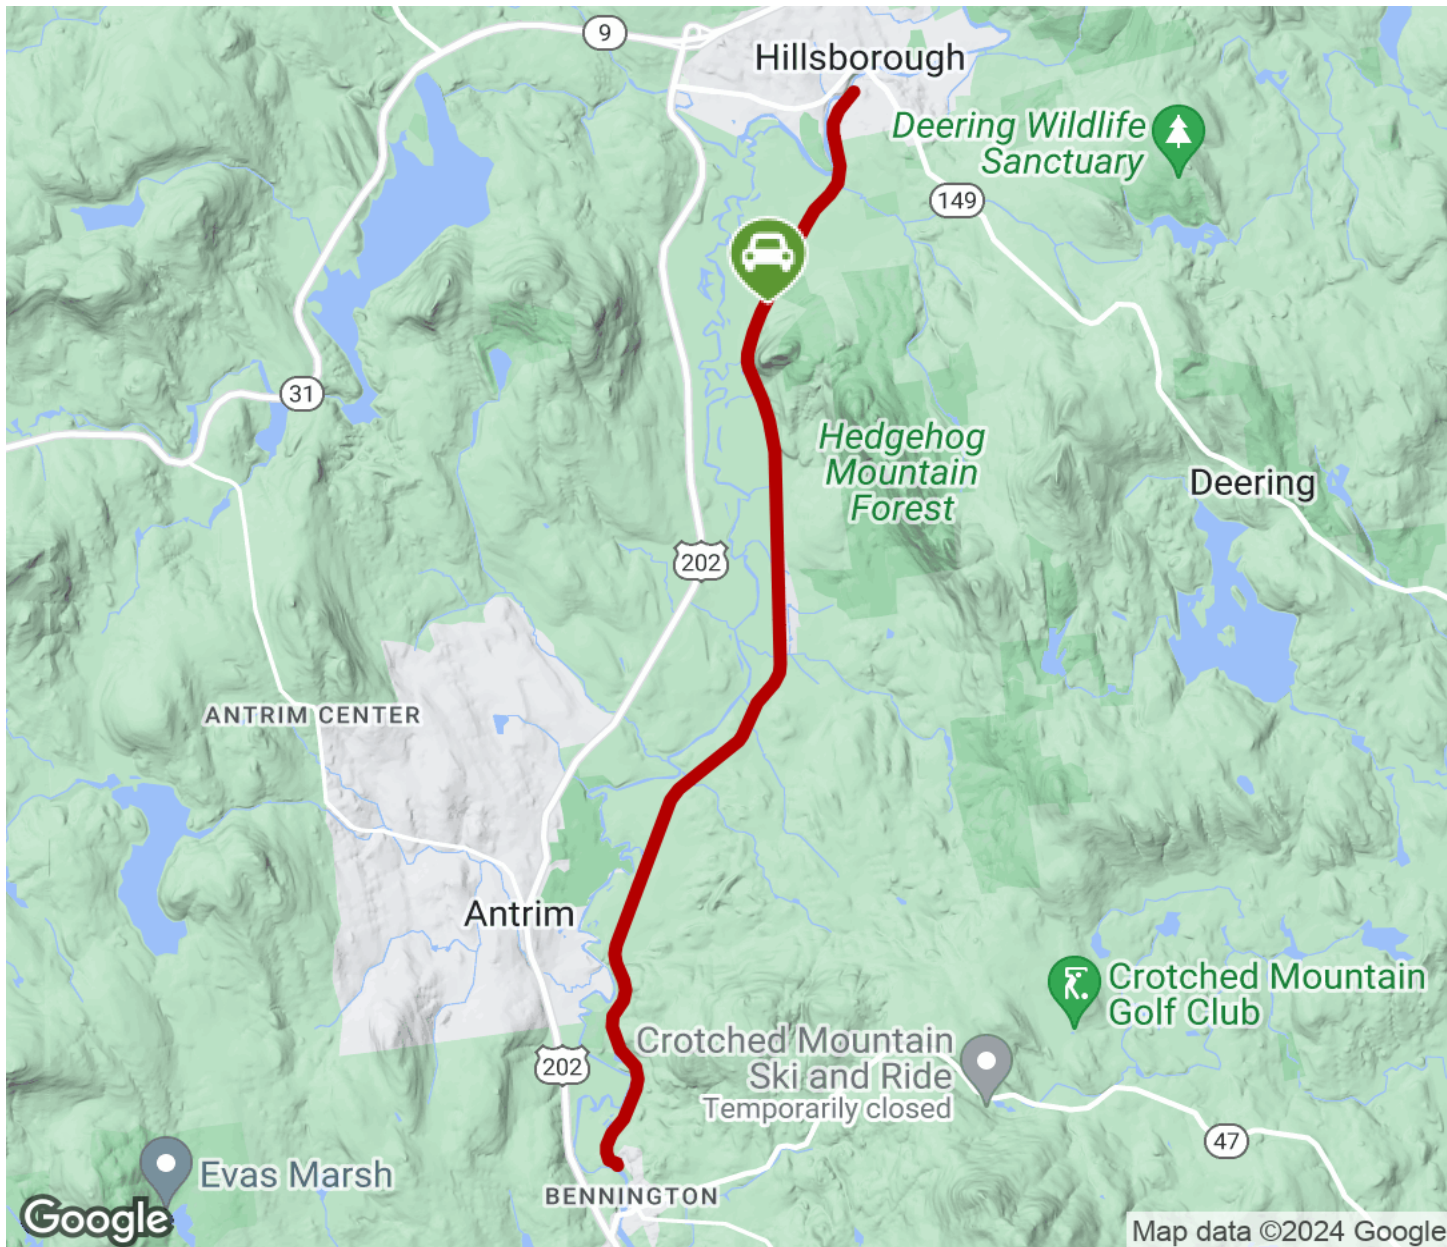 9
Hillsborough
Deering Wildlife
Sanctuary
149
31
Hedgehog
Mountain
Forest
Deering
202
ANTRIM CENTER
Antrim
Crotched Mountain
Golf Club
Crotched Mountain
Ski and Ride
Temporarily closed
202
47
Evas Marsh
BENNINGTON
Google
Map data ©2024 Google